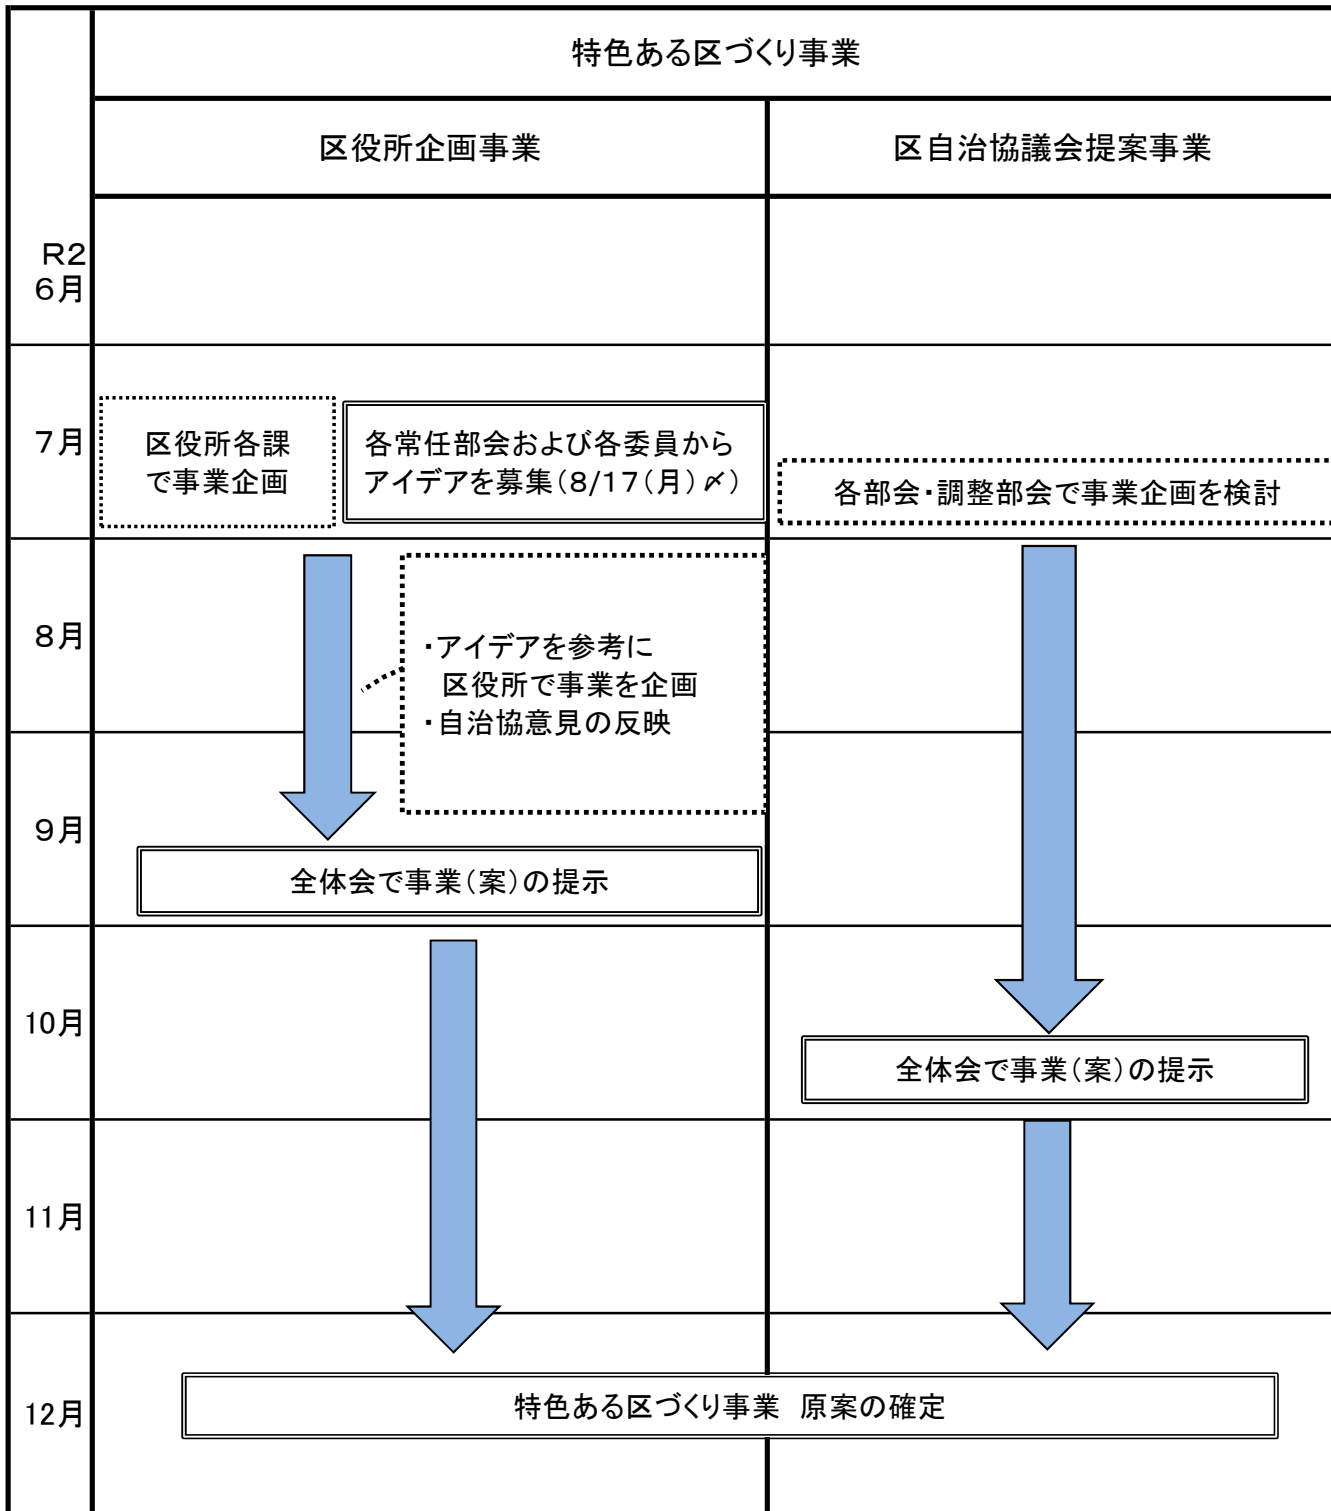 特色ある区づくり事業
区役所企画事業
区自治協議会提案事業
R2
6月
7月
区役所各課
で事業企画
各常任部会および各委員から
アイデアを募集(8/17(月)〆)
各部会・調整部会で事業企画を検討
8月
・アイデアを参考に
区役所で事業を企画
・自治協意見の反映
9月
全体会で事業(案)の提示
10月
全体会で事業(案)の提示
11月
12月
特色ある区づくり事業 原案の確定